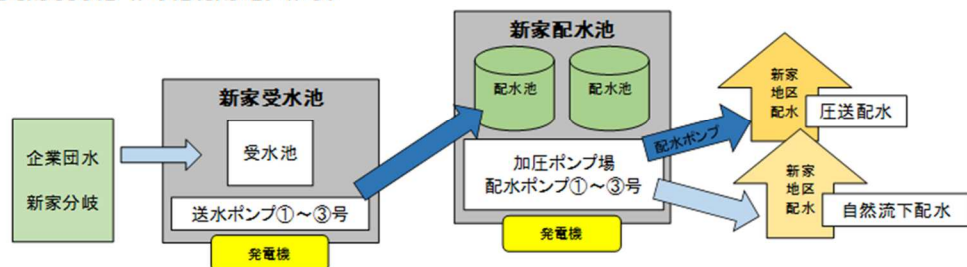 企業団水
新家分岐
新家受水池
受水池
送水ポンプ①～③号
発電機
新家配水池
配水池
配水池
加圧ポンプ場
配水ポンプ①～③号
発電機
配水ポンプ
新家
地区
配水
圧送配水
新家
地区
配水
自然流下配水